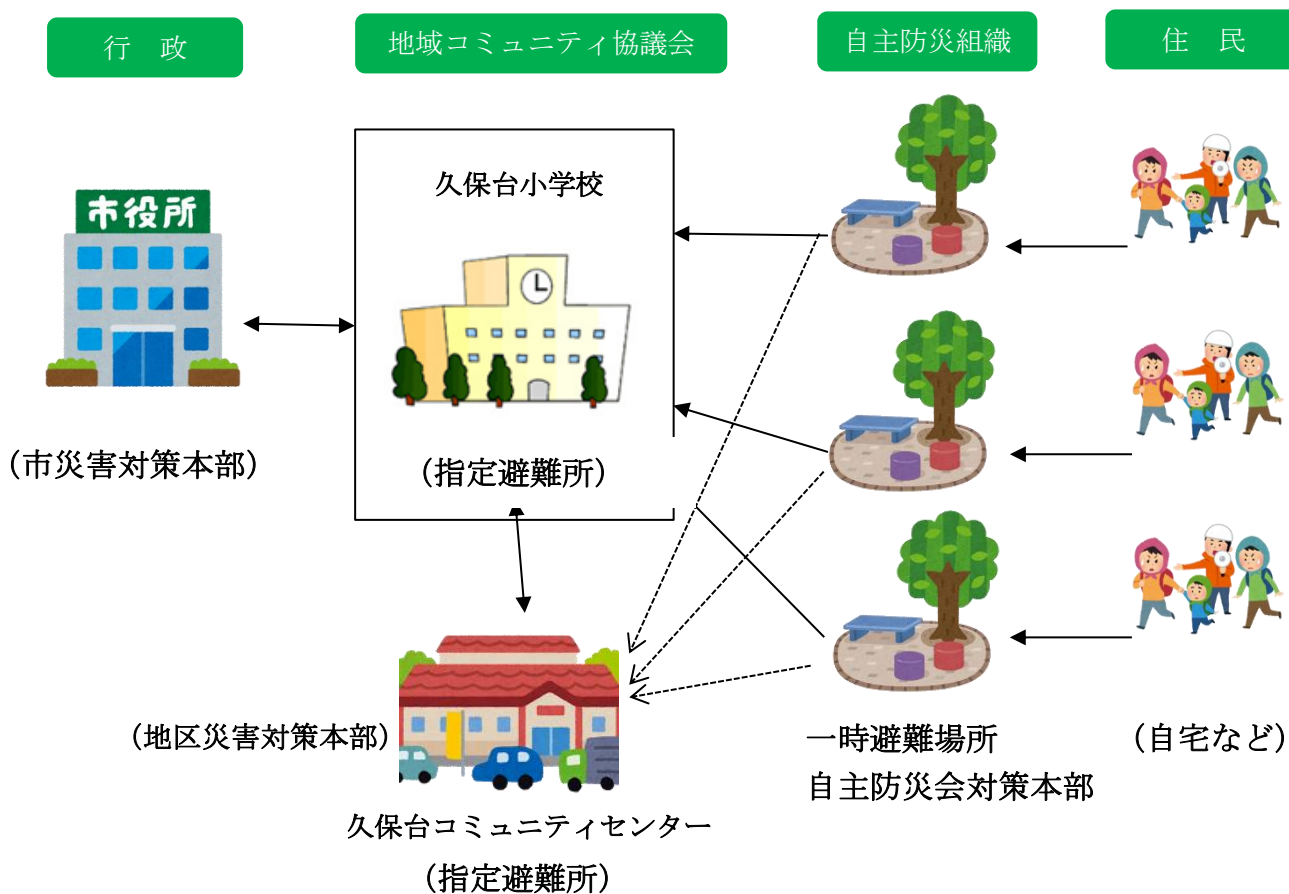 行　政
地域コミュニティ協議会
自主防災組織
住　民
久保台小学校
市役所
（市災害対策本部）
（指定避難所）
（地区災害対策本部）
一時避難場所
自主防災会対策本部
（自宅など）
久保台コミュニティセンター
（指定避難所）